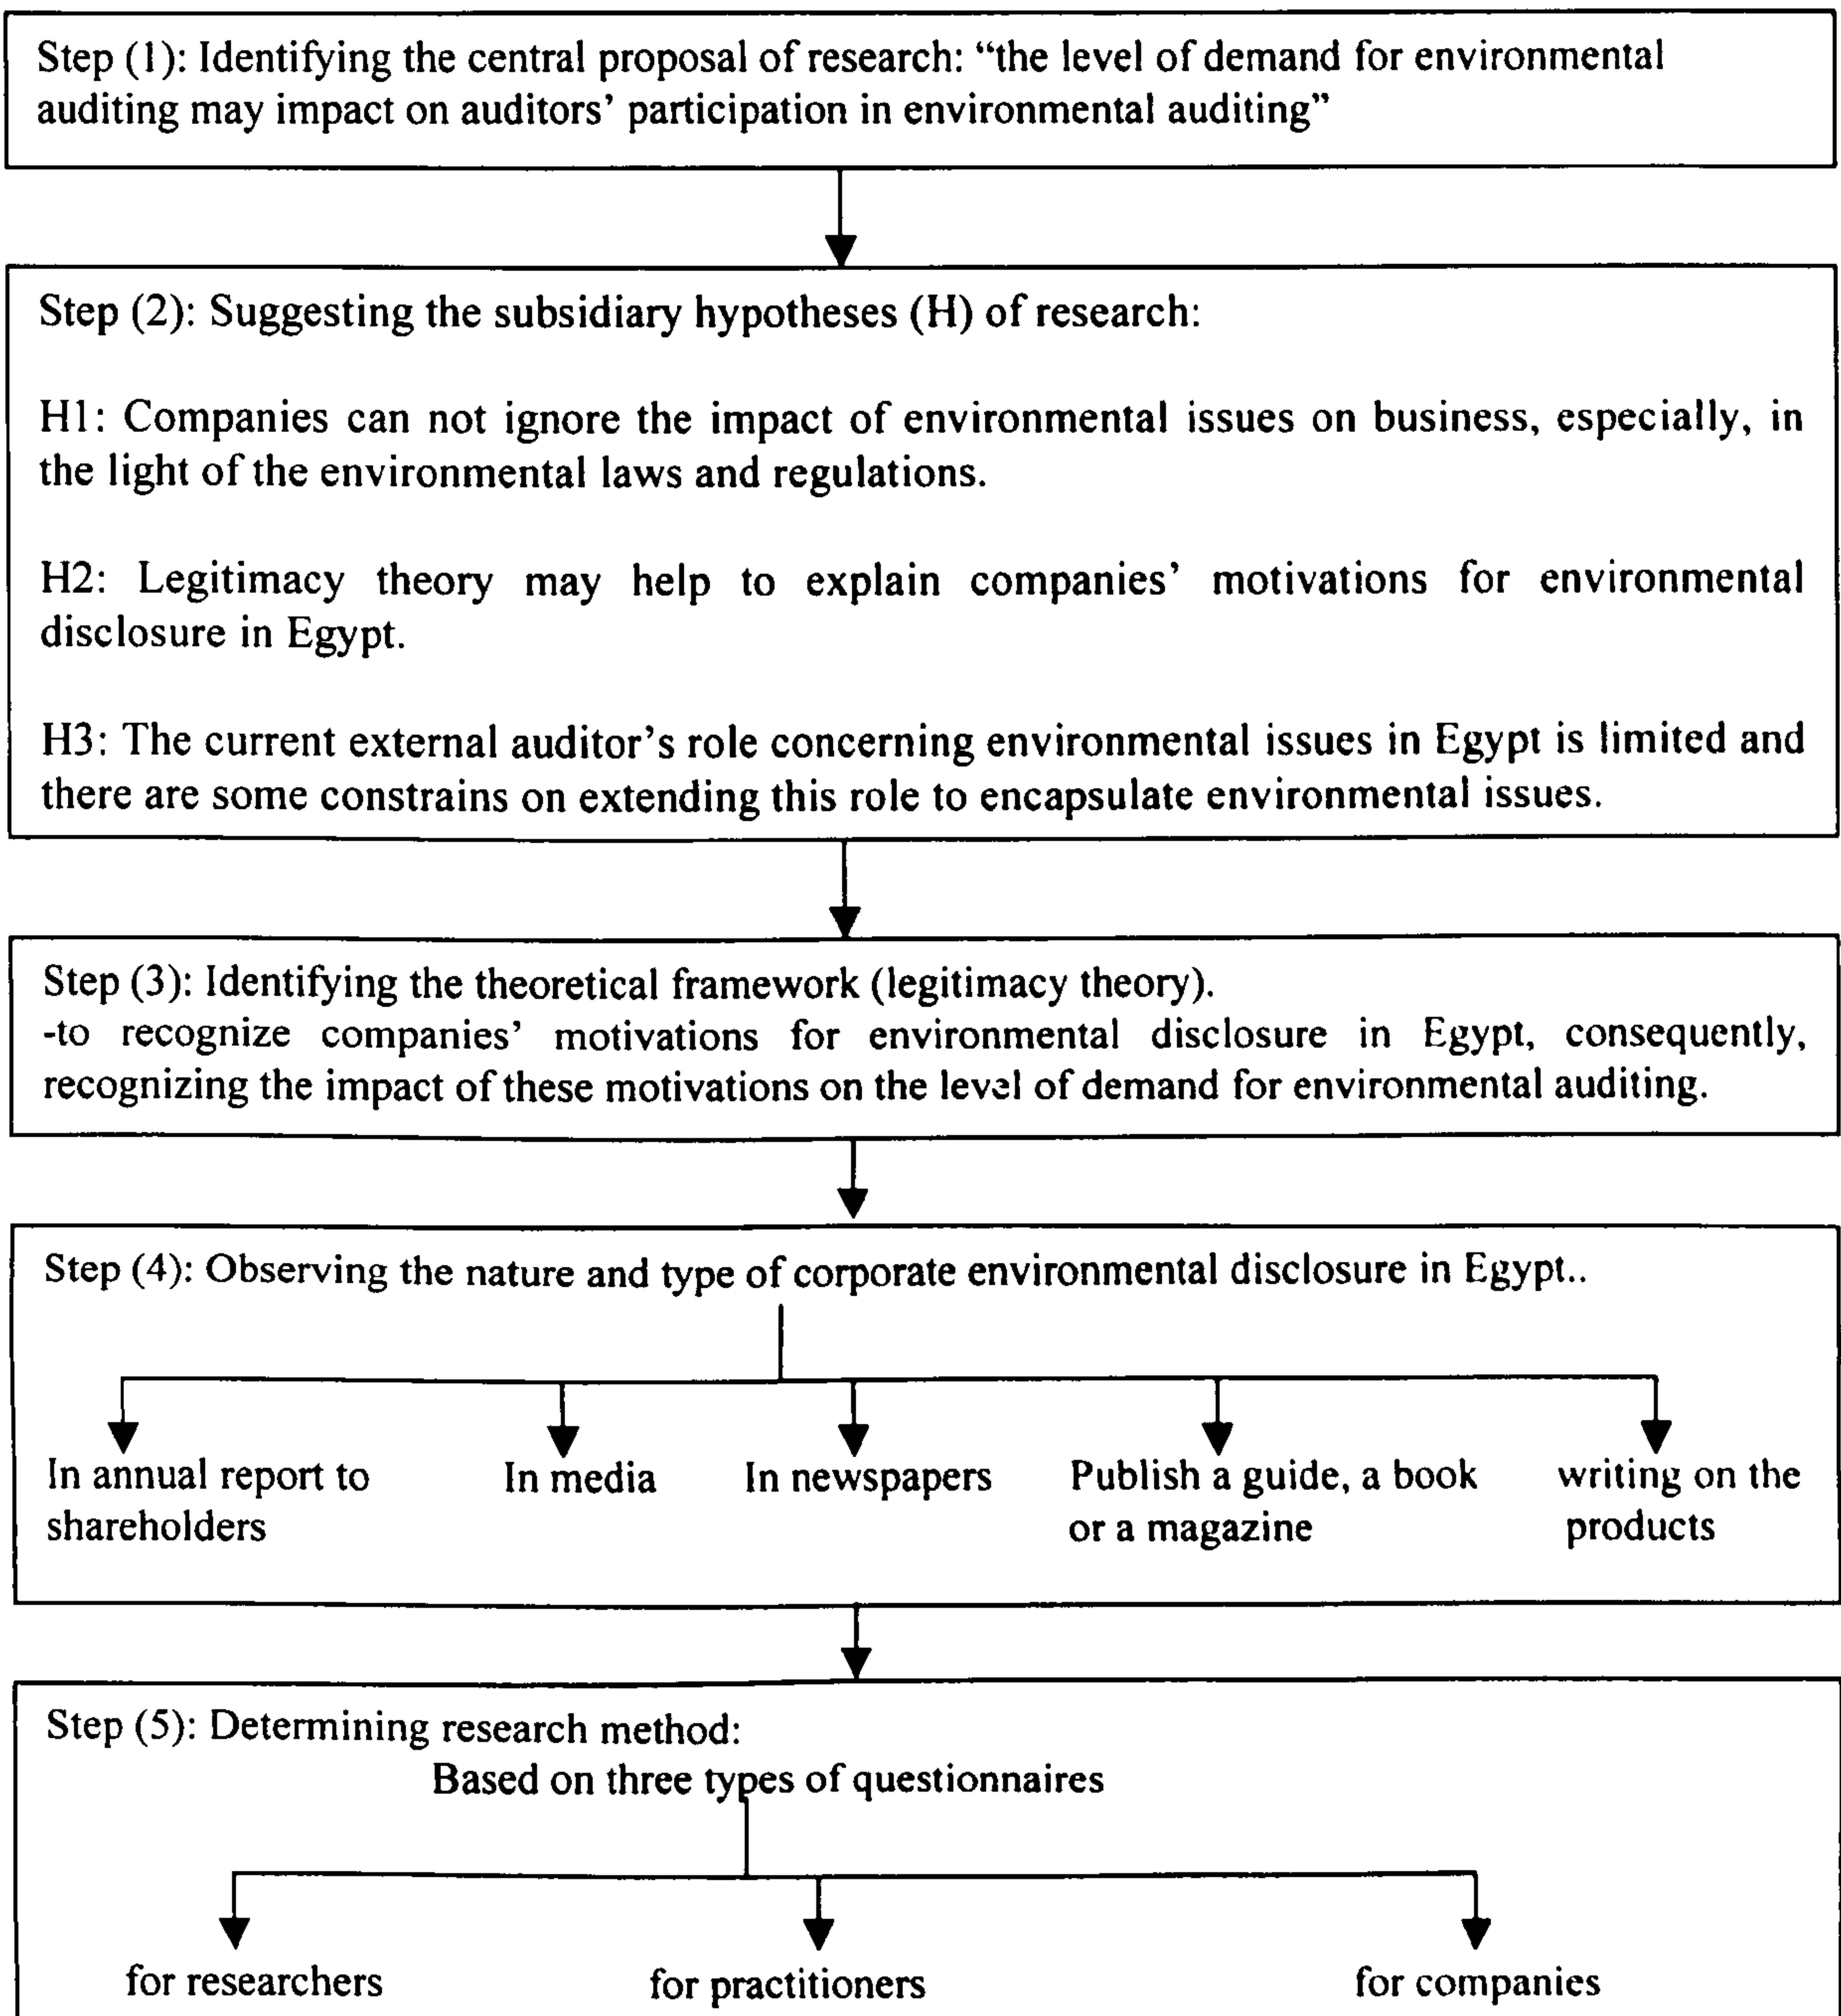 Step (1): Identifying the central proposal of research: “the level of demand for environmental
auditing may impact on auditors’ participation in environmental auditing”
Step (2): Suggesting the subsidiary hypotheses (H) of research:
H1: Companies can not ignore the impact of environmental issues on business, especially, in
the light of the environmental laws and regulations.
H2: Legitimacy theory may help to explain companies’ motivations for environmental
disclosure in Egypt.
H3: The current external auditor’s role concerning environmental issues in Egypt is limited and
there are some constrains on extending this role to encapsulate environmental issues.
Step (3): Identifying the theoretical framework (legitimacy theory).
-to recognize companies’ motivations for environmental disclosure in Egypt, consequently,
recognizing the impact of these motivations on the level of demand for environmental auditing.
Step (4): Observing the nature and type of corporate environmental disclosure in Egypt..
In annual report to
shareholders
In media
In newspapers
Publish a guide, a book
or a magazine
writing on the
products
Step (5): Determining research method:
Based on three types of questionnaires
for researchers
for practitioners
for companies